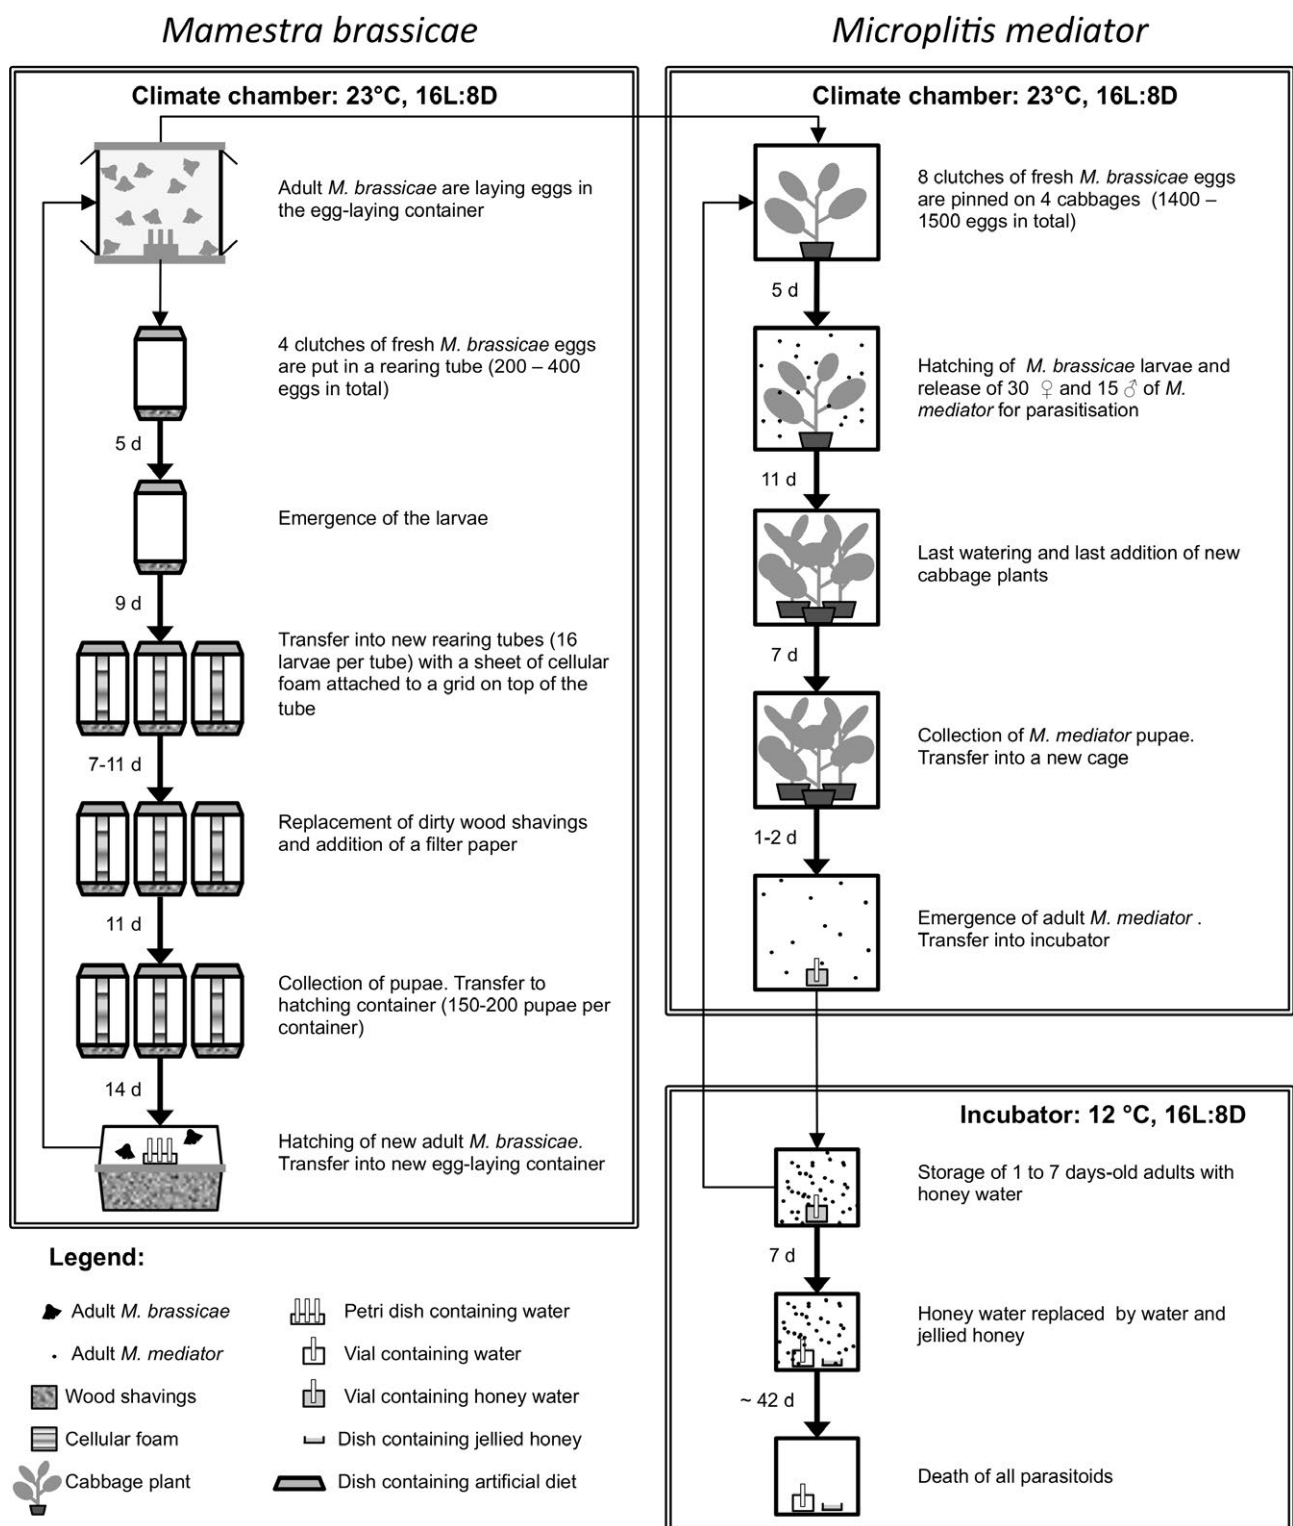 Mamestra brassicae
Climate chamber: 23°C, 16L:8D
Adult M. brassicae are laying eggs in
the egg-laying container
4 clutches of fresh M. brassicae eggs
are put in a rearing tube (200 – 400
eggs in total)
5 d
Emergence of the larvae
9 d
Transfer into new rearing tubes (16
larvae per tube) with a sheet of cellular
foam attached to a grid on top of the
tube
7-11 d
Replacement of dirty wood shavings
and addition of a filter paper
11 d
Collection of pupae. Transfer to
hatching container (150-200 pupae per
container)
14 d
Hatching of new adult M. brassicae.
Transfer into new egg-laying container
Microplitis mediator
Climate chamber: 23°C, 16L:8D
8 clutches of fresh M. brassicae eggs
are pinned on 4 cabbages (1400 –
1500 eggs in total)
5 d
Hatching of M. brassicae larvae and
release of 30 ♀ and 15 ♂ of M.
mediator for parasitisation
11 d
Last watering and last addition of new
cabbage plants
7 d
Collection of M. mediator pupae.
Transfer into a new cage
1-2 d
Emergence of adult M. mediator .
Transfer into incubator
Incubator: 12 °C, 16L:8D
Storage of 1 to 7 days-old adults with
honey water
7 d
Honey water replaced by water and
jellied honey
~ 42 d
Death of all parasitoids
Legend:
Adult M. brassicae
Adult M. mediator
Wood shavings
Cellular foam
Cabbage plant
Petri dish containing water
Vial containing water
Vial containing honey water
Dish containing jellied honey
Dish containing artificial diet